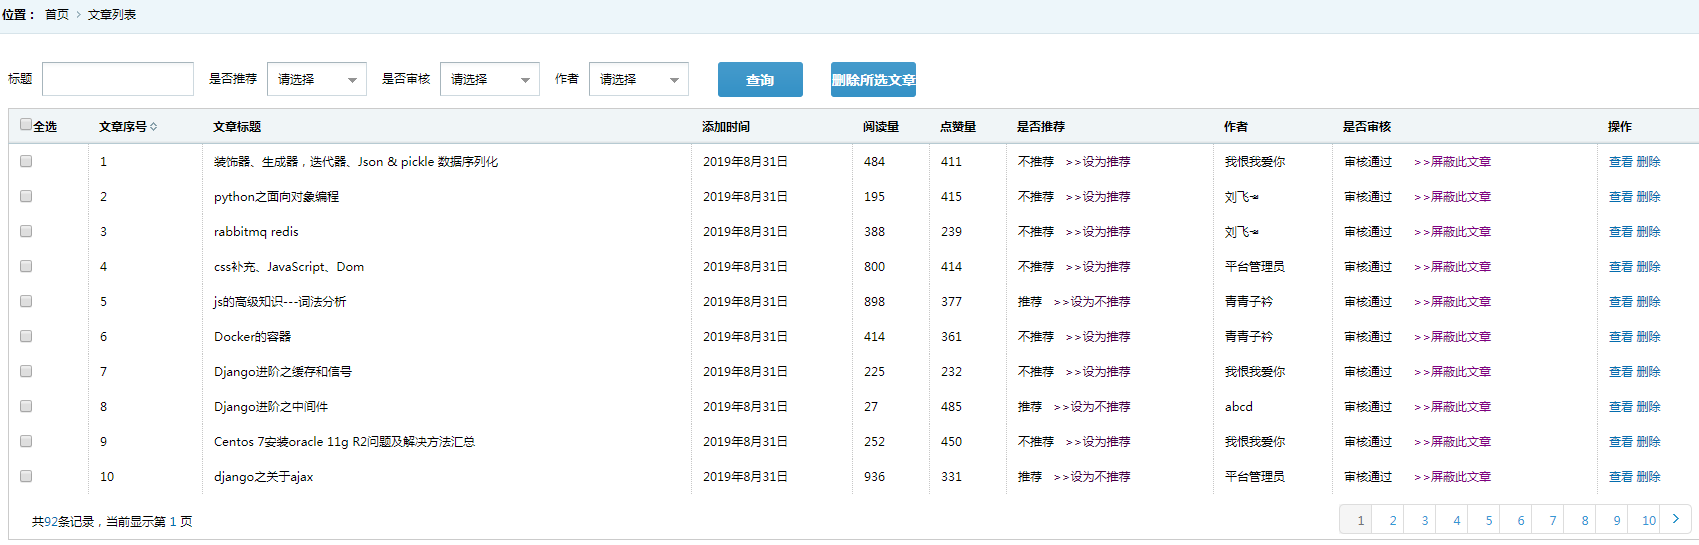 位置： 首页 > 文章列表
标题 是否推荐 请选择 是否审核 请选择 作者 请选择 查询 删除所选文章
全选 文章序号 文章标题 添加时间 阅读量 点赞量 是否推荐 作者 是否审核 操作
1 装饰器、生成器，迭代器、Json & pickle 数据序列化 2019年8月31日 484 411 不推荐 >>设为推荐 我恨我爱你 审核通过 >>屏蔽此文章 查看 删除
2 python之面向对象编程 2019年8月31日 195 415 不推荐 >>设为推荐 刘飞 审核通过 >>屏蔽此文章 查看 删除
3 rabbitmq redis 2019年8月31日 388 239 不推荐 >>设为推荐 刘飞 审核通过 >>屏蔽此文章 查看 删除
4 css补充、JavaScript、Dom 2019年8月31日 800 414 不推荐 >>设为推荐 平台管理员 审核通过 >>屏蔽此文章 查看 删除
5 js的高级知识---词法分析 2019年8月31日 898 377 推荐 >>设为不推荐 青青子衿 审核通过 >>屏蔽此文章 查看 删除
6 Docker的容器 2019年8月31日 414 361 不推荐 >>设为推荐 青青子衿 审核通过 >>屏蔽此文章 查看 删除
7 Django进阶之缓存和信号 2019年8月31日 225 232 不推荐 >>设为推荐 我恨我爱你 审核通过 >>屏蔽此文章 查看 删除
8 Django进阶之中间件 2019年8月31日 27 485 推荐 >>设为不推荐 abcd 审核通过 >>屏蔽此文章 查看 删除
9 Centos 7安装oracle 11g R2问题及解决方法汇总 2019年8月31日 252 450 不推荐 >>设为推荐 我恨我爱你 审核通过 >>屏蔽此文章 查看 删除
10 django之关于ajax 2019年8月31日 936 331 推荐 >>设为不推荐 平台管理员 审核通过 >>屏蔽此文章 查看 删除
共92条记录，当前显示第 1 页 1 2 3 4 5 6 7 8 9 10 >